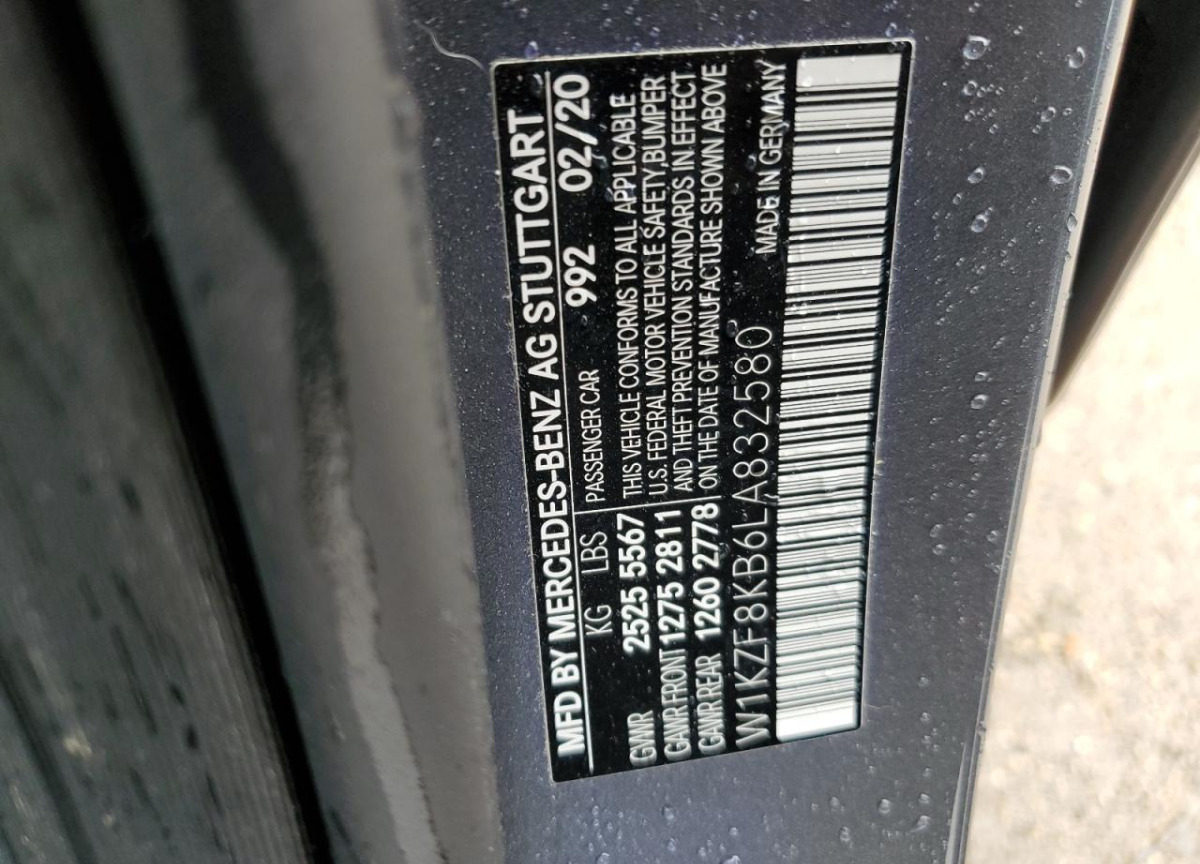 MFD BY MERCEDES-BENZ AG STUTTGART
KG LBS PASSENGER CAR 992 02/20
GVWR 2525 5567 THIS VEHICLE CONFORMS TO ALL APPLICABLE
GAWR FRONT 1275 2811 U.S. FEDERAL MOTOR VEHICLE SAFETY, BUMPER
GAWR REAR 1260 2778 AND THEFT PREVENTION STANDARDS IN EFFECT
ON THE DATE OF MANUFACTURE SHOWN ABOVE
W1KZF8KB6LA832580 MADE IN GERMANY